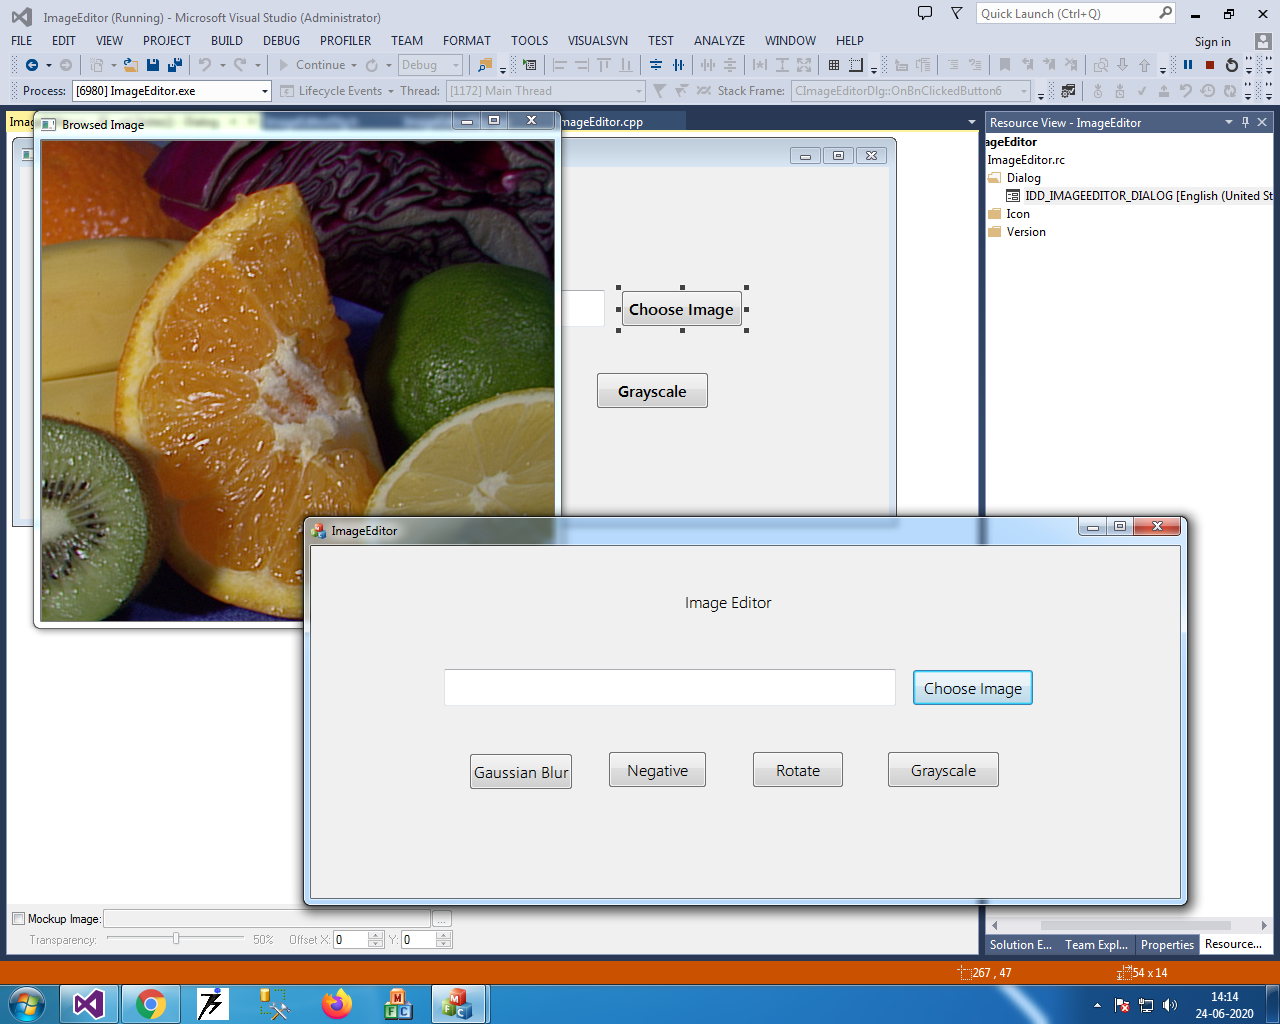 ImageEditor (Running) - Microsoft Visual Studio (Administrator)
Quick Launch (Ctrl+Q)
FILE EDIT VIEW PROJECT BUILD DEBUG PROFILER TEAM FORMAT TOOLS VISUALSVN TEST ANALYZE WINDOW HELP
Sign in
Continue
Debug
Process: [6980] ImageEditor.exe
Lifecycle Events
Thread: [1172] Main Thread
Stack Frame: CImageEditorDlg::OnBnClickedButton6
Browsed Image
mageEditor.cpp
Resource View - ImageEditor
ageEditor
ImageEditor.rc
Dialog
IDD_IMAGEEDITOR_DIALOG [English (United St
Icon
Version
Choose Image
Grayscale
ImageEditor
Image Editor
Choose Image
Gaussian Blur Negative Rotate Grayscale
Mockup Image: ...
Transparency: 50% Offset X: 0 Y: 0
Solution E... Team Expl... Properties Resource...
267 , 47
54 x 14
14:14
24-06-2020